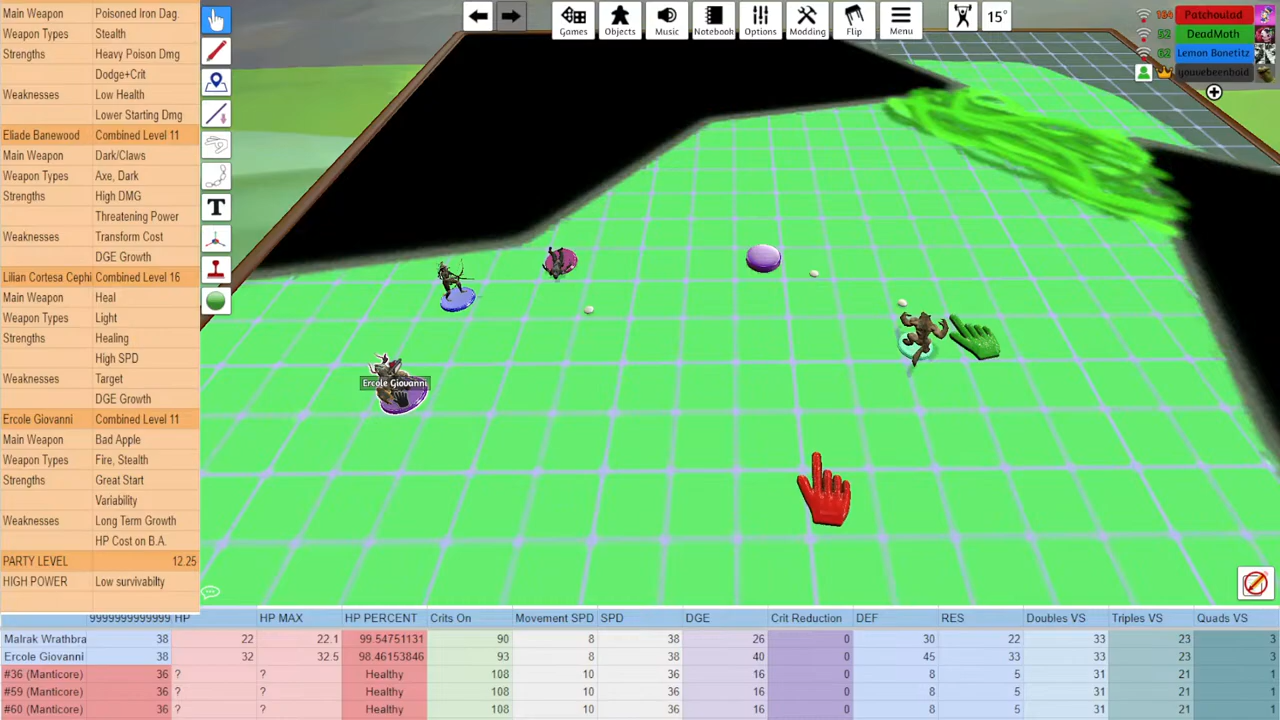 Main Weapon Poisoned Iron Dag.
Weapon Types Stealth
Strengths Heavy Poison Dmg
Dodge+Crit
Weaknesses Low Health
Lower Starting Dmg
Eliade Banewood Combined Level 11
Main Weapon Dark/Claws
Weapon Types Axe, Dark
Strengths High DMG
Threatening Power
Weaknesses Transform Cost
DGE Growth
Lilian Cortesa Cephi Combined Level 16
Main Weapon Heal
Weapon Types Light
Strengths Healing
High SPD
Weaknesses Target
DGE Growth
Ercole Giovanni Combined Level 11
Main Weapon Bad Apple
Weapon Types Fire, Stealth
Strengths Great Start
Variability
Weaknesses Long Term Growth
HP Cost on B.A.
PARTY LEVEL 12.25
HIGH POWER Low survivabilty
T
Games Objects Music Notebook Options Modding Flip Menu 15°
Patchoulad
DeadMoth
Lemon Bonetitz
youvebeenboid
Ercole Giovanni
HP HP MAX HP PERCENT Crits On Movement SPD SPD DGE Crit Reduction DEF RES Doubles VS Triples VS Quads VS
Malrak Wrathbra 38 22 22.1 99.54751131 90 8 38 26 0 30 22 33 23 3
Ercole Giovanni 38 32 32.5 98.46153846 93 8 38 40 0 45 33 33 23 3
#36 (Manticore) 36 ? ? Healthy 108 10 36 16 0 8 5 31 21 1
#59 (Manticore) 36 ? ? Healthy 108 10 36 16 0 8 5 31 21 1
#60 (Manticore) 36 ? ? Healthy 108 10 36 16 0 8 5 31 21 1